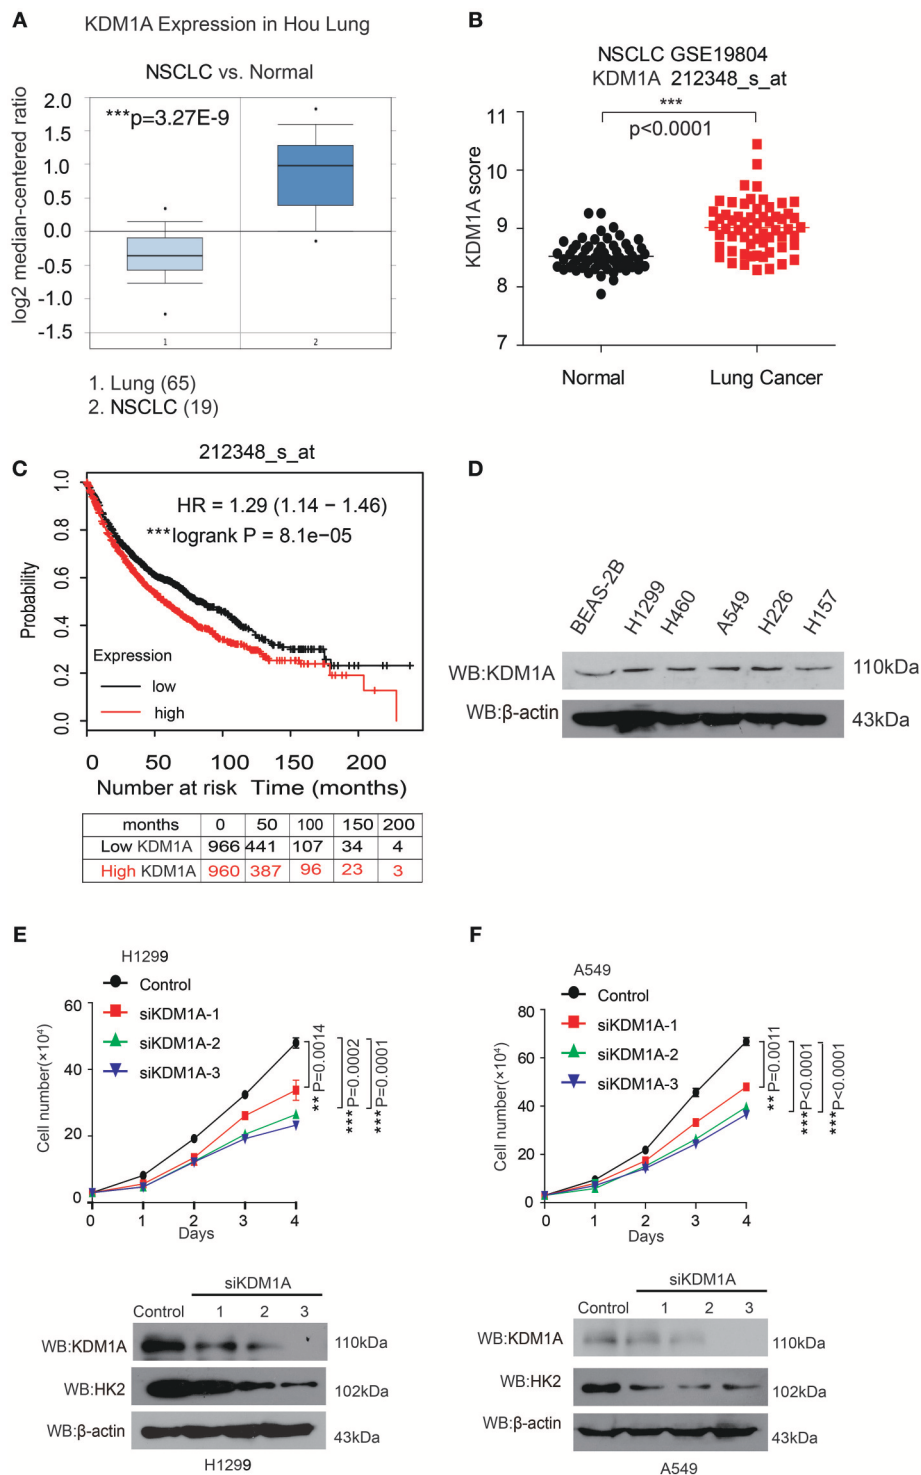 A
KDM1A Expression in Hou Lung
NSCLC vs. Normal
log2 median-centered ratio
2.0
1.5
1.0
0.5
0.0
-0.5
-1.0
-1.5
***p=3.27E-9
1
2
1. Lung (65)
2. NSCLC (19)
B
NSCLC GSE19804
KDM1A 212348_s_at
***
p<0.0001
KDM1A score
11
10
9
8
7
Normal
Lung Cancer
C
212348_s_at
HR = 1.29 (1.14 − 1.46)
***logrank P = 8.1e−05
Probability
1.0
0.8
0.6
0.4
0.2
0.0
Expression
low
high
0 50 100 150 200
Number at risk Time (months)
months 0 50 100 150 200
Low KDM1A 966 441 107 34 4
High KDM1A 960 387 96 23 3
D
BEAS-2B H1299 H460 A549 H226 H157
WB:KDM1A 110kDa
WB:β-actin 43kDa
E
H1299
Control
siKDM1A-1
siKDM1A-2
siKDM1A-3
Cell number(×10⁴)
60
40
20
0
0 1 2 3 4
Days
**P=0.0014
***P=0.0002
***P=0.0001
siKDM1A
Control 1 2 3
WB:KDM1A 110kDa
WB:HK2 102kDa
WB:β-actin 43kDa
H1299
F
A549
Control
siKDM1A-1
siKDM1A-2
siKDM1A-3
Cell number(×10⁴)
80
60
40
20
0
0 1 2 3 4
Days
**P=0.0011
***P<0.0001
***P<0.0001
siKDM1A
Control 1 2 3
WB:KDM1A 110kDa
WB:HK2 102kDa
WB:β-actin 43kDa
A549